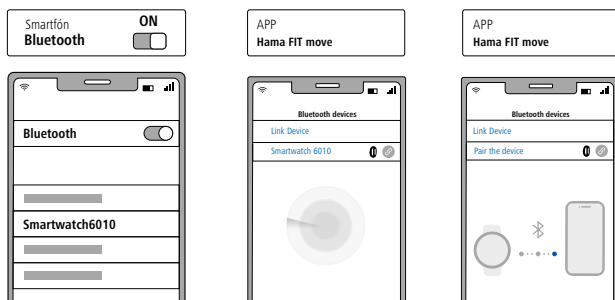 Smartfón
Bluetooth
ON
APP
Hama FIT move
APP
Hama FIT move
Bluetooth
Smartwatch6010
Bluetooth devices
Link Device
Smartwatch 6010
Bluetooth devices
Link Device
Pair the device